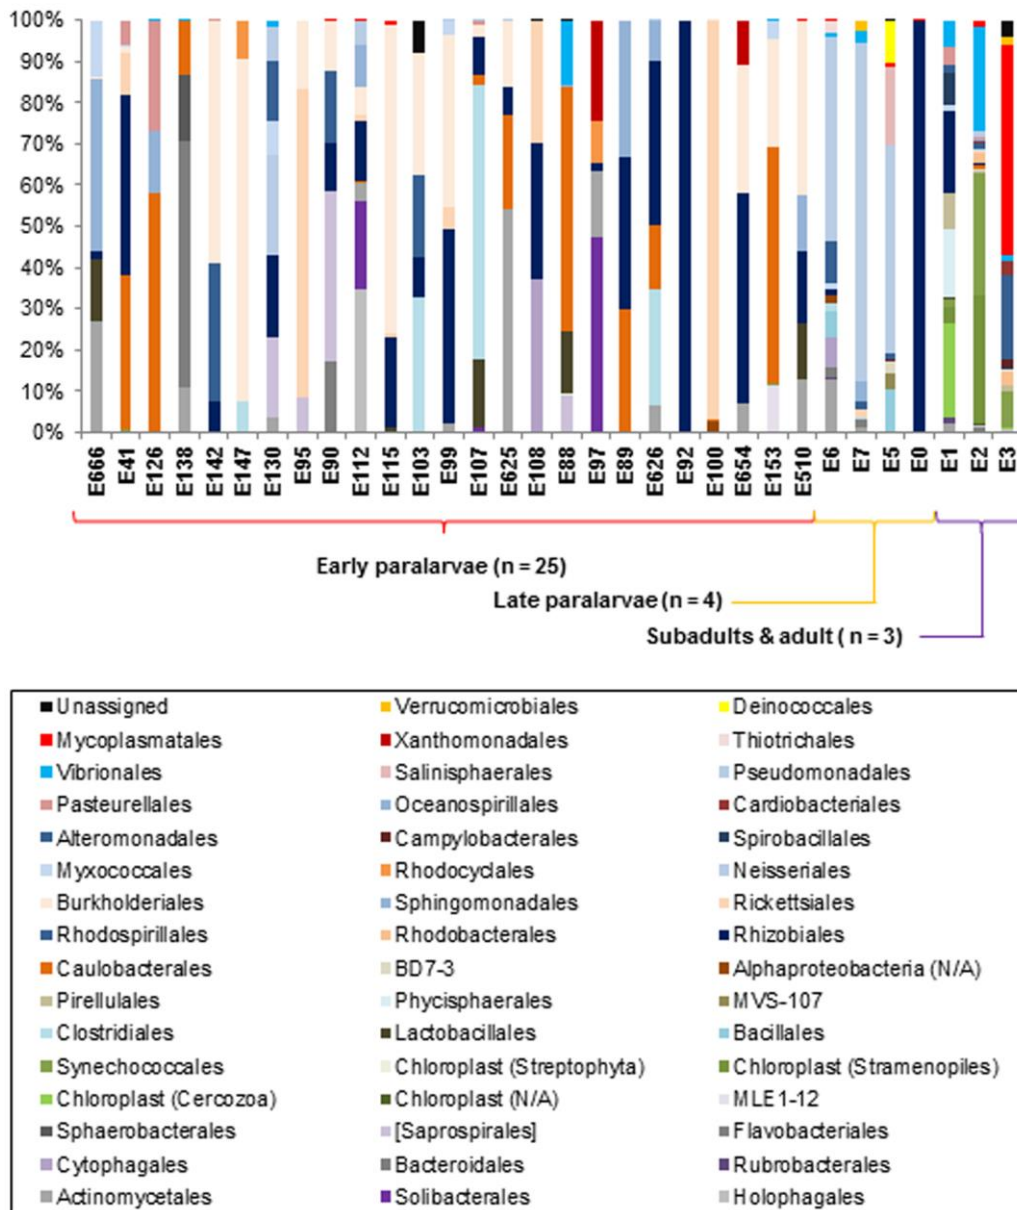 100%
90%
80%
70%
60%
50%
40%
30%
20%
10%
0%
E666 E41 E126 E138 E142 E147 E130 E95 E90 E112 E115 E103 E99 E107 E625 E108 E88 E97 E89 E626 E92 E100 E654 E153 E510 E6 E7 E5 E0 E1 E2 E3
Early paralarvae (n = 25)
Late paralarvae (n = 4)
Subadults & adult ( n = 3)
Unassigned Verrucomicrobiales Deinococcales
Mycoplasmatales Xanthomonadales Thiotrichales
Vibrionales Salinisphaerales Pseudomonadales
Pasteurellales Oceanospirillales Cardiobacteriales
Alteromonadales Campylobacterales Spirobacillales
Myxococcales Rhodocyclales Neisseriales
Burkholderiales Sphingomonadales Rickettsiales
Rhodospirillales Rhodobacterales Rhizobiales
Caulobacterales BD7-3 Alphaproteobacteria (N/A)
Pirellulales Phycisphaerales MVS-107
Clostridiales Lactobacillales Bacillales
Synechococcales Chloroplast (Streptophyta) Chloroplast (Stramenopiles)
Chloroplast (Cercozoa) Chloroplast (N/A) MLE1-12
Sphaerobacterales [Saprospirales] Flavobacteriales
Cytophagales Bacteroidales Rubrobacterales
Actinomycetales Solibacterales Holophagales